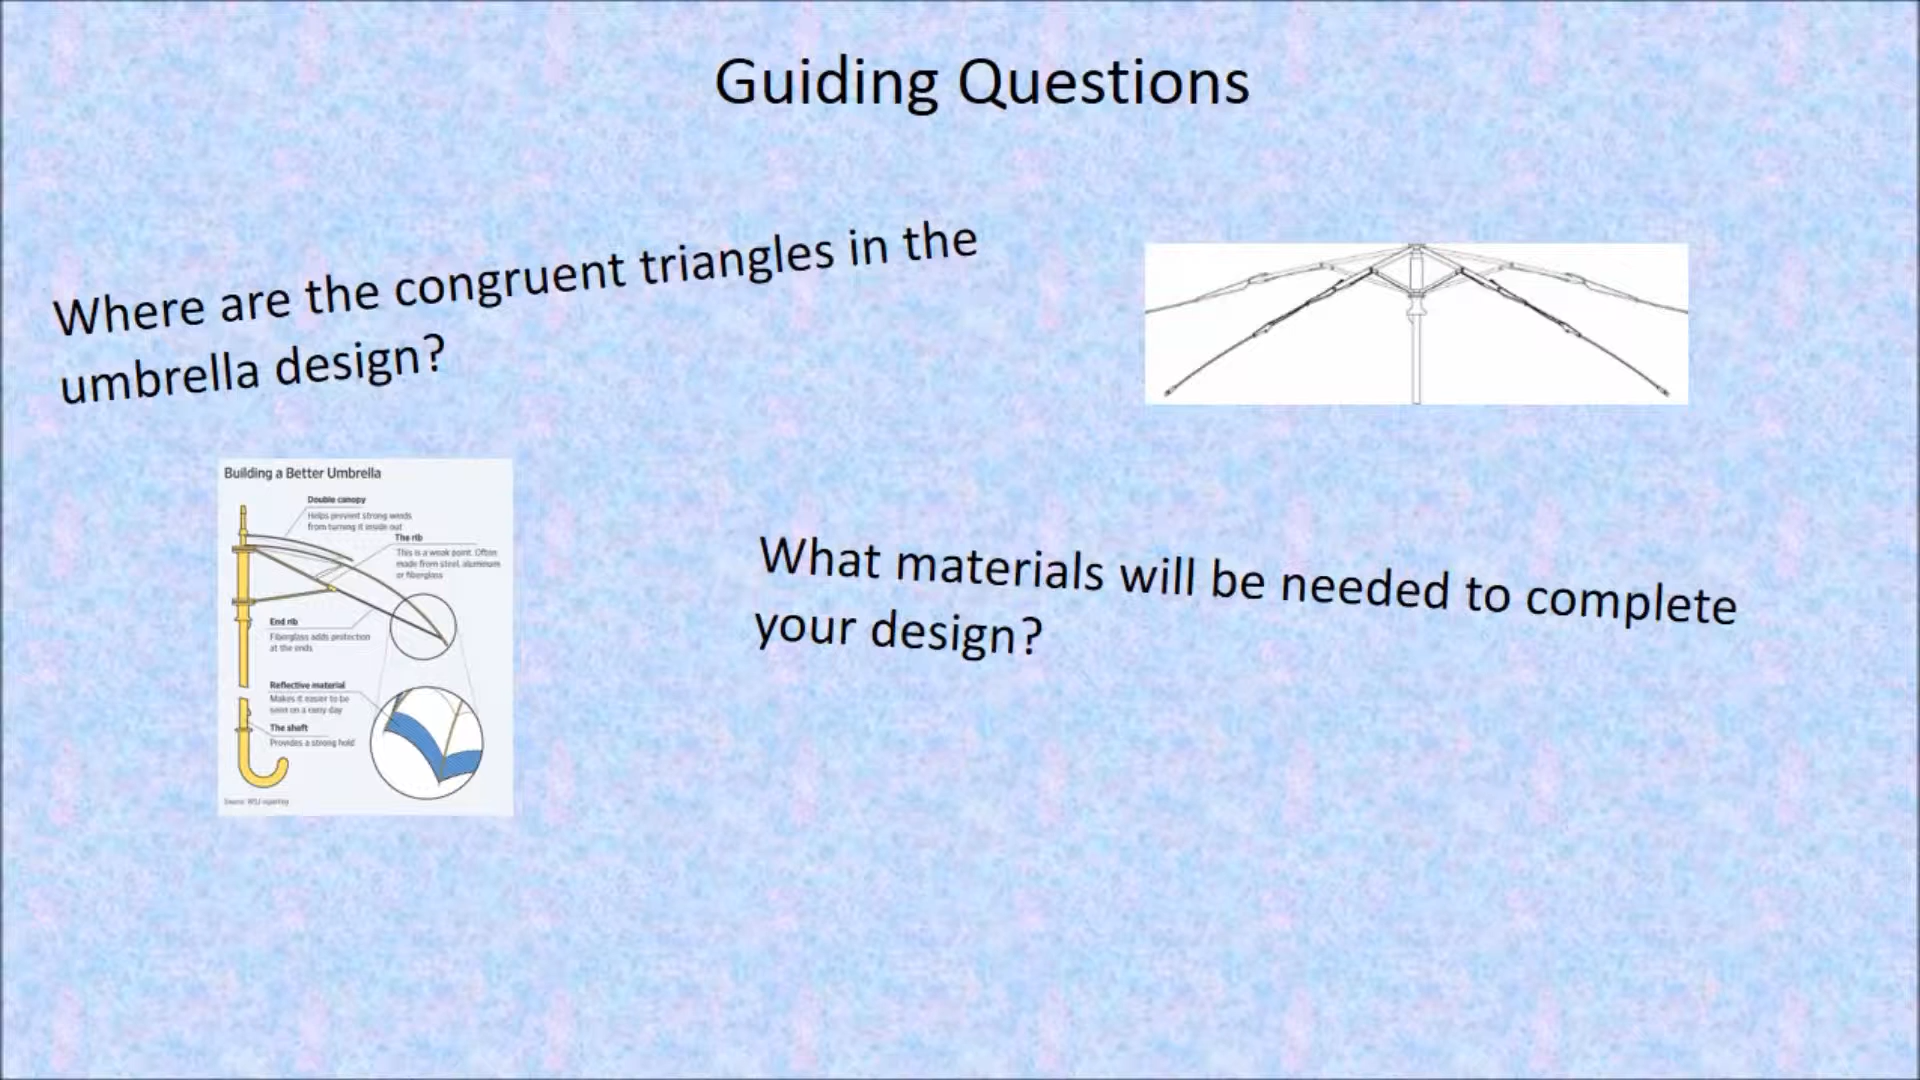 Guiding Questions
Where are the congruent triangles in the
umbrella design?
Building a Better Umbrella
Double canopy
Helps prevent strong winds
from turning it inside out
The rib
This is a weak point. Often
made from steel, aluminum
or fiberglass
End rib
Fiberglass adds protection
at the ends
Reflective material
Makes it easier to be
seen on a rainy day
The shaft
Provides a strong hold
Source: WSJ reporting
What materials will be needed to complete
your design?